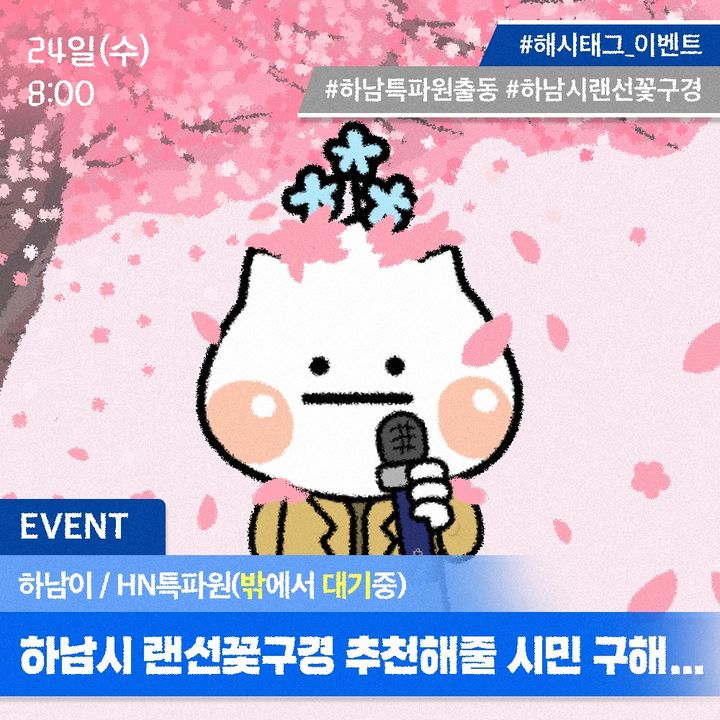 24일(수)
8:00
#해시태그_이벤트
#하남특파원출동 #하남시랜선꽃구경
EVENT
하남이 / HN특파원(밖에서 대기중)
하남시 랜선꽃구경 추천해줄 시민 구해...